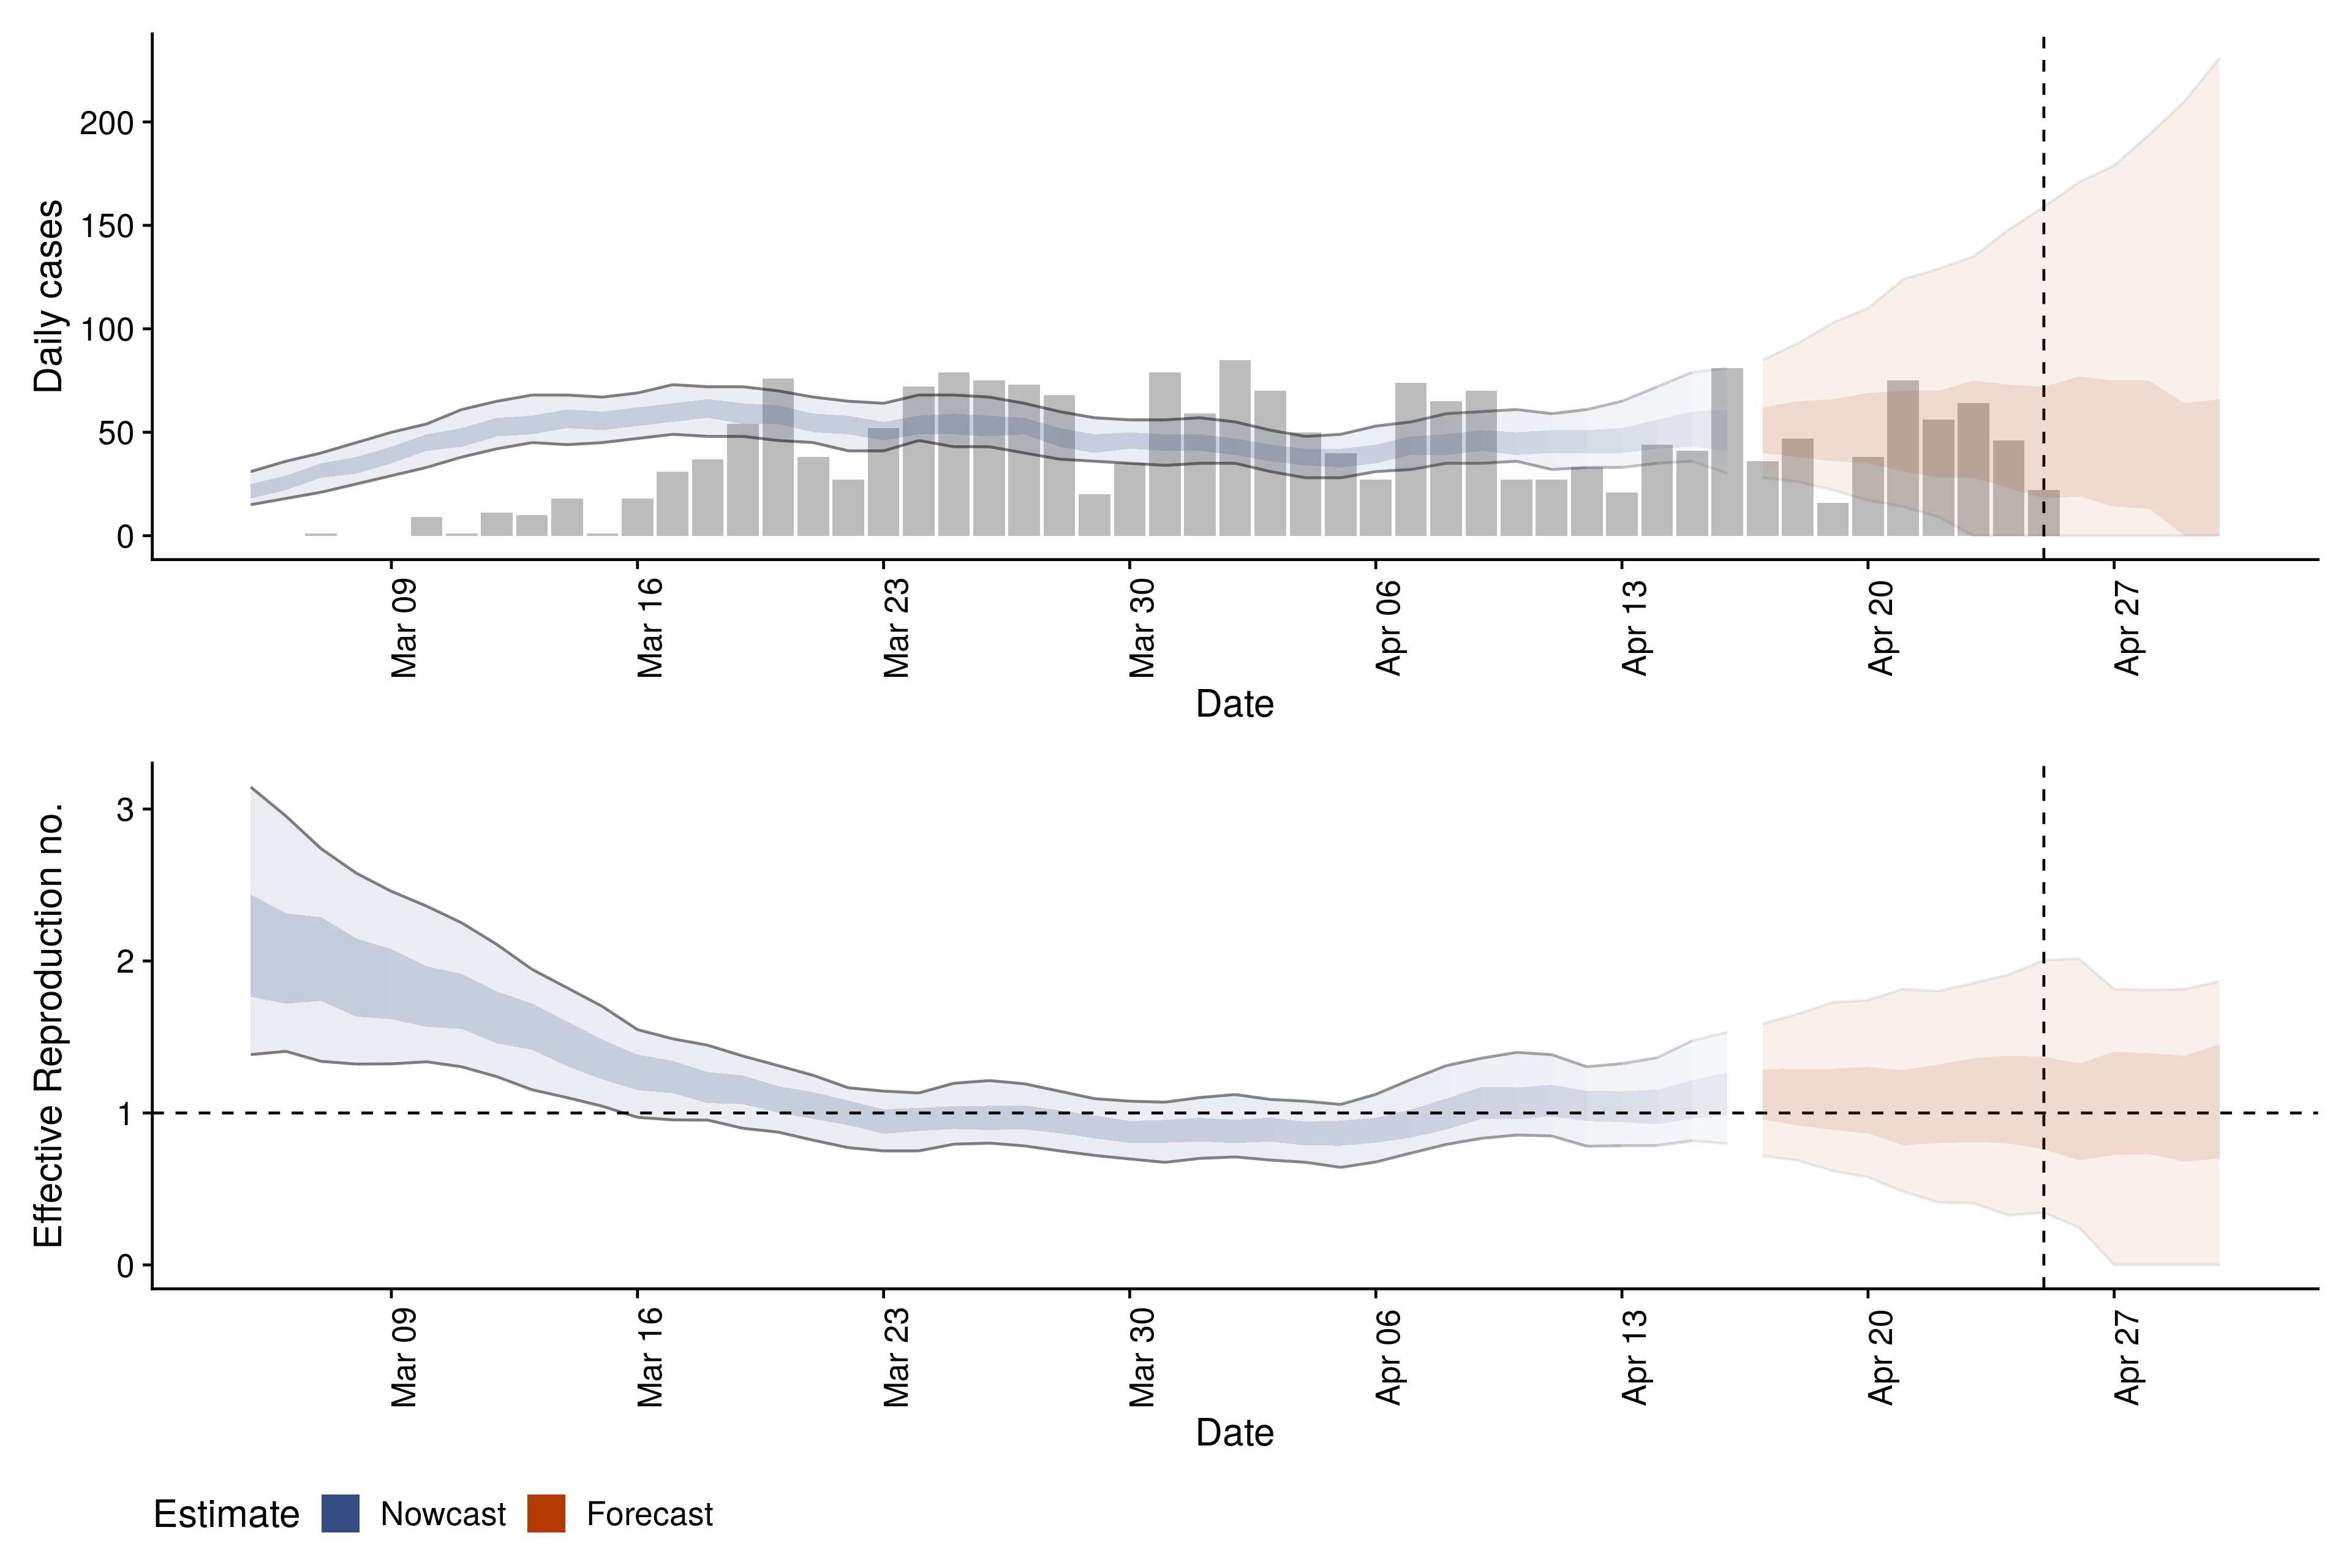 Daily cases
200
150
100
50
0
Mar 09
Mar 16
Mar 23
Mar 30
Apr 06
Apr 13
Apr 20
Apr 27
Date
Effective Reproduction no.
3
2
1
0
Mar 09
Mar 16
Mar 23
Mar 30
Apr 06
Apr 13
Apr 20
Apr 27
Date
Estimate Nowcast Forecast